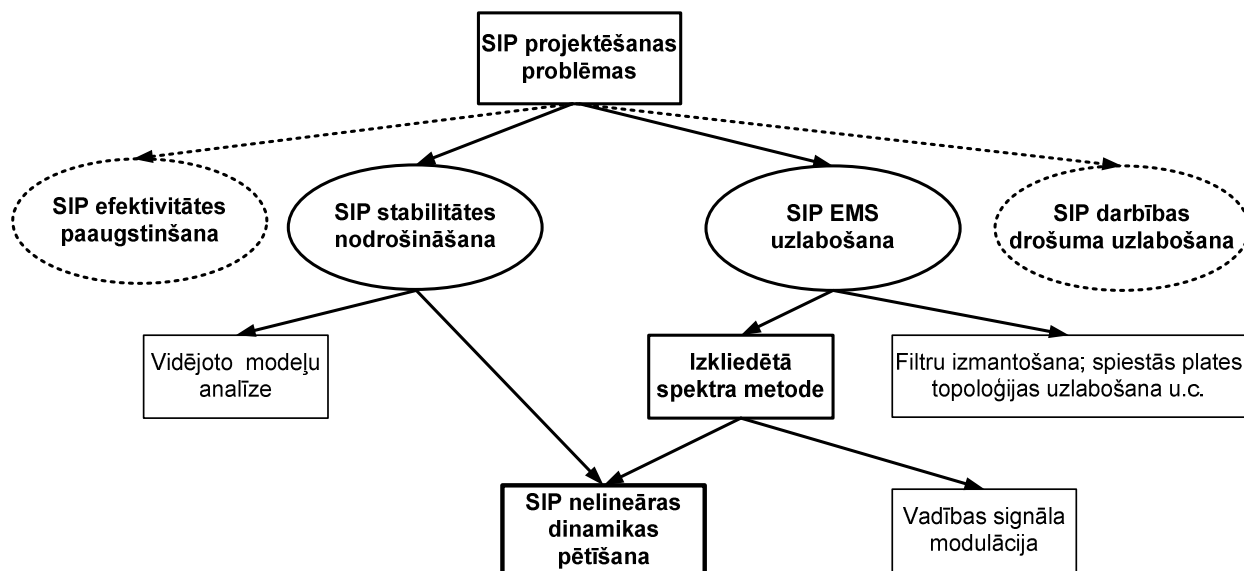 SIP projektēšanas
problēmas
SIP efektivitātes
paaugstinšana
SIP stabilitātes
nodrošināšana
SIP EMS
uzlabošana
SIP darbības
drošuma uzlabošana
Vidējoto modeļu
analīze
Izkliedētā
spektra metode
Filtru izmantošana; spiestās plates
topoloģijas uzlabošana u.c.
SIP nelineāras
dinamikas
pētīšana
Vadības signāla
modulācija